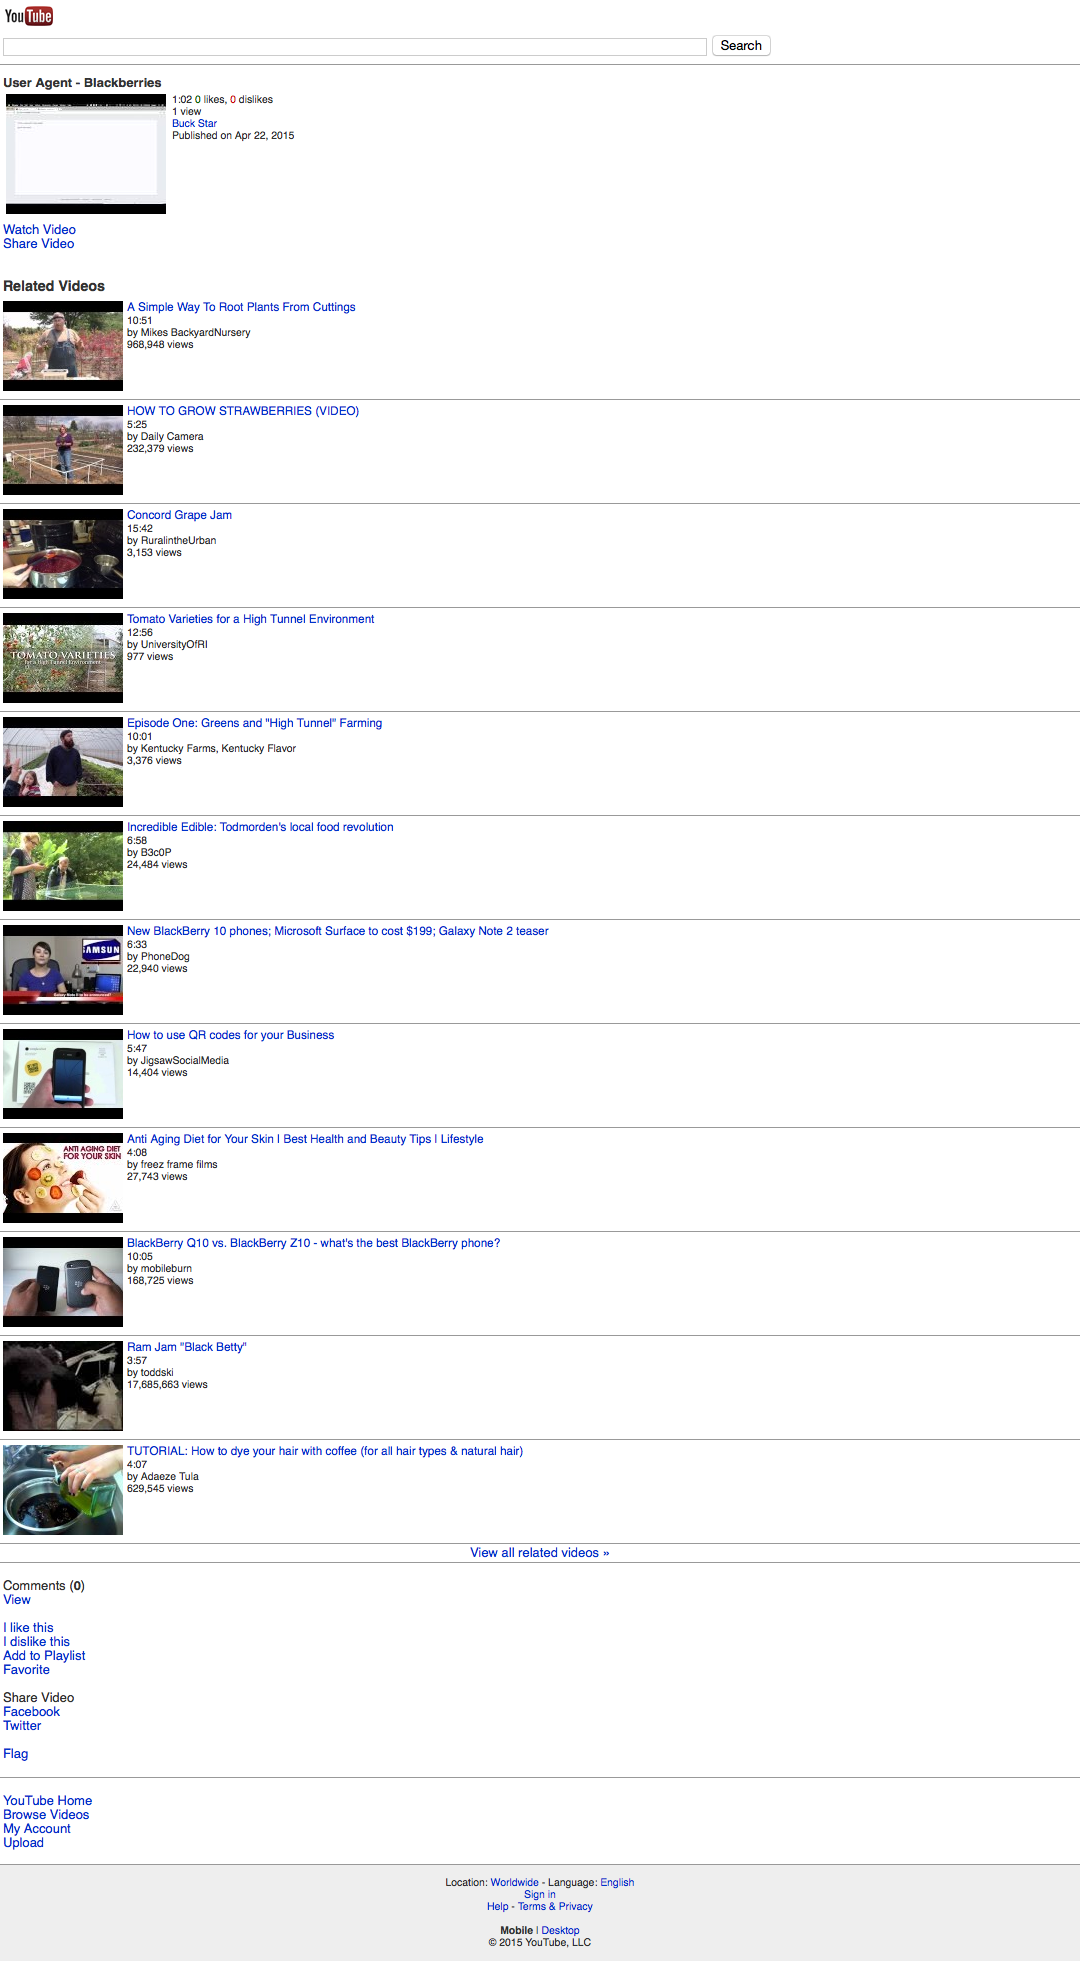 YouTube
Search
User Agent - Blackberries
1:02 0 likes, 0 dislikes
1 view
Buck Star
Published on Apr 22, 2015
Watch Video
Share Video
Related Videos
A Simple Way To Root Plants From Cuttings
10:51
by Mikes BackyardNursery
968,948 views
HOW TO GROW STRAWBERRIES (VIDEO)
5:25
by Daily Camera
232,379 views
Concord Grape Jam
15:42
by RuralintheUrban
3,153 views
TOMATO VARIETIES
for a High Tunnel Environment
Tomato Varieties for a High Tunnel Environment
12:56
by UniversityOfRI
977 views
Episode One: Greens and "High Tunnel" Farming
10:01
by Kentucky Farms, Kentucky Flavor
3,376 views
Incredible Edible: Todmorden's local food revolution
6:58
by B3c0P
24,484 views
SAMSUN
New BlackBerry 10 phones; Microsoft Surface to cost $199; Galaxy Note 2 teaser
6:33
by PhoneDog
22,940 views
How to use QR codes for your Business
5:47
by JigsawSocialMedia
14,404 views
ANTI AGING DIET
FOR YOUR SKIN
Anti Aging Diet for Your Skin | Best Health and Beauty Tips | Lifestyle
4:08
by freez frame films
27,743 views
BlackBerry Q10 vs. BlackBerry Z10 - what's the best BlackBerry phone?
10:05
by mobileburn
168,725 views
Ram Jam "Black Betty"
3:57
by toddski
17,685,663 views
TUTORIAL: How to dye your hair with coffee (for all hair types & natural hair)
4:07
by Adaeze Tula
629,545 views
View all related videos »
Comments (0)
View
I like this
I dislike this
Add to Playlist
Favorite
Share Video
Facebook
Twitter
Flag
YouTube Home
Browse Videos
My Account
Upload
Location: Worldwide - Language: English
Sign in
Help - Terms & Privacy
Mobile | Desktop
© 2015 YouTube, LLC